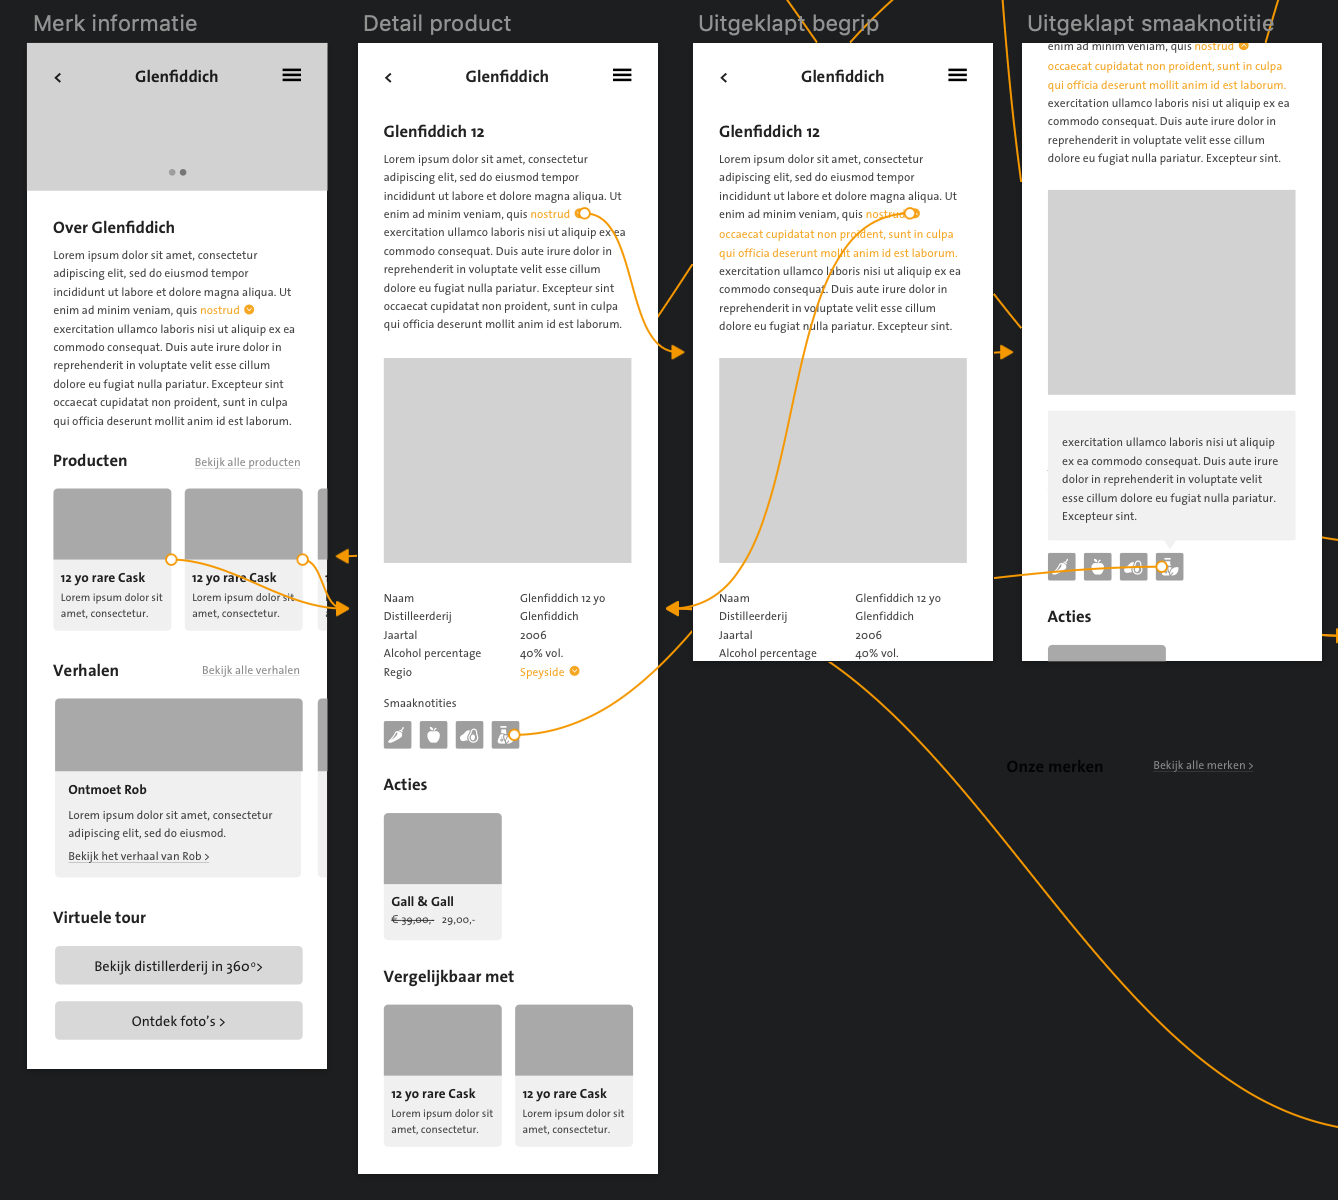 Merk informatie
Glenfiddich
Over Glenfiddich
Lorem ipsum dolor sit amet, consectetur
adipiscing elit, sed do eiusmod tempor
incididunt ut labore et dolore magna aliqua. Ut
enim ad minim veniam, quis nostrud
exercitation ullamco laboris nisi ut aliquip ex ea
commodo consequat. Duis aute irure dolor in
reprehenderit in voluptate velit esse cillum
dolore eu fugiat nulla pariatur. Excepteur sint
occaecat cupidatat non proident, sunt in culpa
qui officia deserunt mollit anim id est laborum.
Producten
Bekijk alle producten
12 yo rare Cask
Lorem ipsum dolor sit
amet, consectetur.
12 yo rare Cask
Lorem ipsum dolor sit
amet, consectetur.
Verhalen
Bekijk alle verhalen
Ontmoet Rob
Lorem ipsum dolor sit amet, consectetur
adipiscing elit, sed do eiusmod.
Bekijk het verhaal van Rob >
Virtuele tour
Bekijk distillerderij in 360°>
Ontdek foto's >
Detail product
Glenfiddich
Glenfiddich 12
Lorem ipsum dolor sit amet, consectetur
adipiscing elit, sed do eiusmod tempor
incididunt ut labore et dolore magna aliqua. Ut
enim ad minim veniam, quis nostrud
exercitation ullamco laboris nisi ut aliquip ex ea
commodo consequat. Duis aute irure dolor in
reprehenderit in voluptate velit esse cillum
dolore eu fugiat nulla pariatur. Excepteur sint
occaecat cupidatat non proident, sunt in culpa
qui officia deserunt mollit anim id est laborum.
Naam Glenfiddich 12 yo
Distilleerderij Glenfiddich
Jaartal 2006
Alcohol percentage 40% vol.
Regio Speyside
Smaaknotities
Acties
Gall & Gall
€ 39,00,- 29,00,-
Vergelijkbaar met
12 yo rare Cask
Lorem ipsum dolor sit
amet, consectetur.
12 yo rare Cask
Lorem ipsum dolor sit
amet, consectetur.
Uitgeklapt begrip
Glenfiddich
Glenfiddich 12
Lorem ipsum dolor sit amet, consectetur
adipiscing elit, sed do eiusmod tempor
incididunt ut labore et dolore magna aliqua. Ut
enim ad minim veniam, quis nostrud
occaecat cupidatat non proident, sunt in culpa
qui officia deserunt mollit anim id est laborum.
exercitation ullamco laboris nisi ut aliquip ex ea
commodo consequat. Duis aute irure dolor in
reprehenderit in voluptate velit esse cillum
dolore eu fugiat nulla pariatur. Excepteur sint.
Naam Glenfiddich 12 yo
Distilleerderij Glenfiddich
Jaartal 2006
Alcohol percentage 40% vol.
Uitgeklapt smaaknotitie
enim ad minim veniam, quis nostrud
occaecat cupidatat non proident, sunt in culpa
qui officia deserunt mollit anim id est laborum.
exercitation ullamco laboris nisi ut aliquip ex ea
commodo consequat. Duis aute irure dolor in
reprehenderit in voluptate velit esse cillum
dolore eu fugiat nulla pariatur. Excepteur sint.
exercitation ullamco laboris nisi ut aliquip
ex ea commodo consequat. Duis aute irure
dolor in reprehenderit in voluptate velit
esse cillum dolore eu fugiat nulla pariatur.
Excepteur sint.
Acties
Onze merken
Bekijk alle merken >